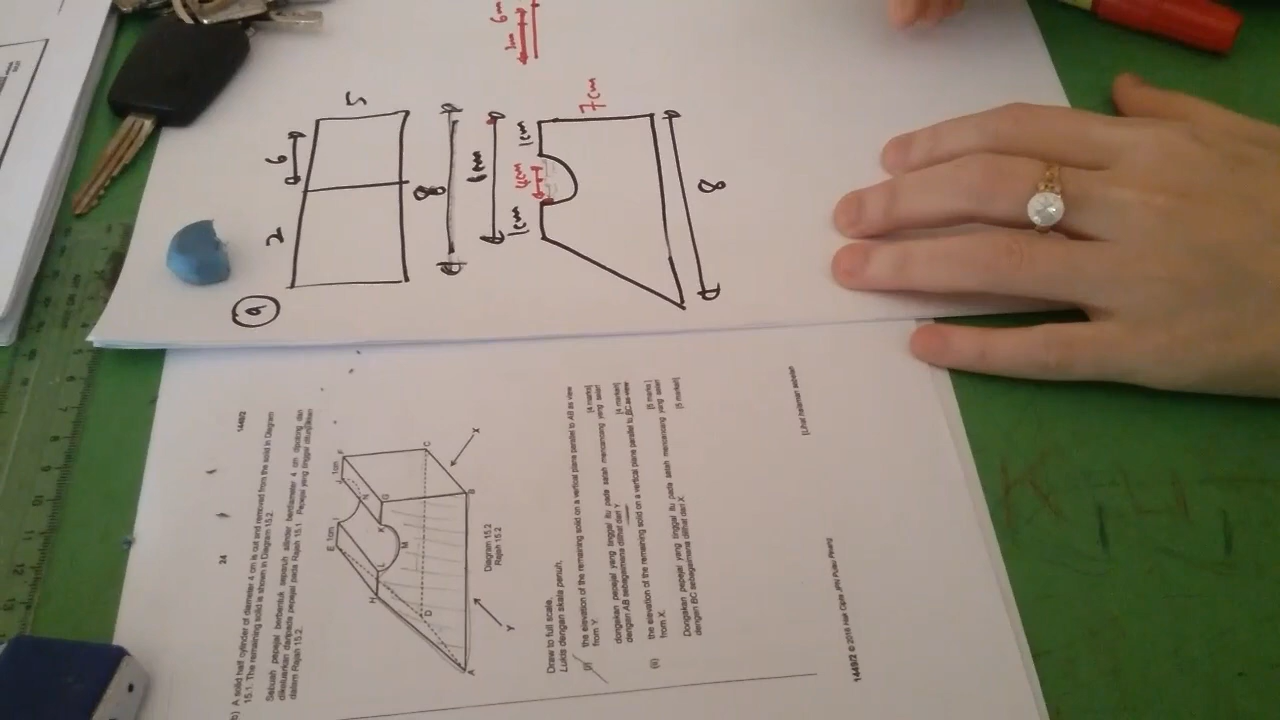 24
1449/2
b) A solid half cylinder of diameter 4 cm is cut and removed from the solid in Diagram
15.1. The remaining solid is shown in Diagram 15.2.
Sebuah pepejal berbentuk separuh silinder berdiameter 4 cm dipotong dan
dikeluarkan daripada pepejal pada Rajah 15.1. Pepejal yang tinggal ditunjukkan
dalam Rajah 15.2.
E 1cm I
J 1cm F
N
H L K G
M
D C
A B
X
Y
Diagram 15.2
Rajah 15.2
Draw to full scale,
Lukis dengan skala penuh,
(i) the elevation of the remaining solid on a vertical plane parallel to AB as view
from Y. [4 marks]
dongakan pepejal yang tinggal itu pada satah mencancang yang selari
dengan AB sebagaimana dilihat dari Y [4 markah]
(ii) the elevation of the remaining solid on a vertical plane parallel to BC as view
from X. [5 marks]
Dongakan pepejal yang tinggal itu pada satah mencancang yang selari
dengan BC sebagaimana dilihat dari X. [5 markah]
[Lihat halaman sebelah
1449/2 © 2016 Hak Cipta JPN Pulau Pinang
a
2
6
5
8
1cm
4cm
1cm
7cm
8